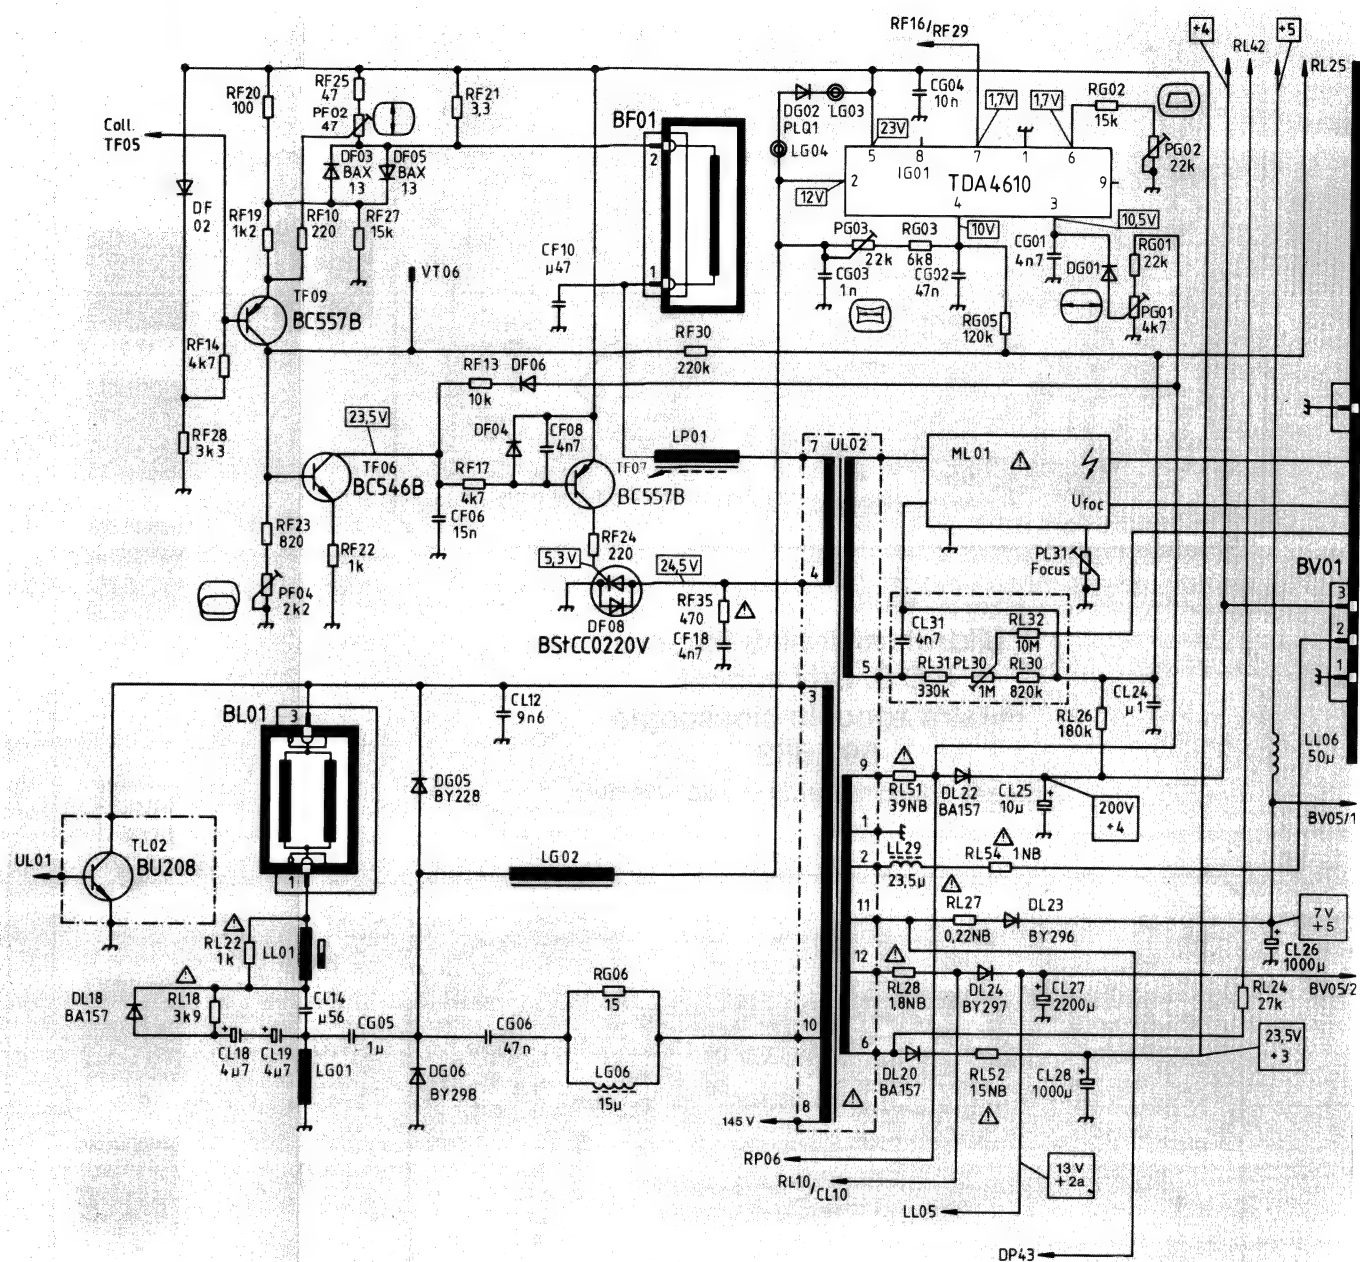 RF16/RF29
+4
RL42
+5
RL25
RF20
100
RF25
47
PF02
47
RF21
3,3
Coll.
TF05
BF01
2
1
DG02
PLQ1
LG03
LG04
CG04
10n
1,7V
1,7V
RG02
15k
PG02
22k
23V
5
8
7
1
6
IG01
TDA4610
2
9
4
3
12V
10V
10,5V
DF03
BAX
13
DF05
BAX
13
DF
02
RF19
1k2
RF10
220
RF27
15k
VT06
CF10
µ47
PG03
22k
RG03
6k8
CG03
1n
CG02
47n
CG01
4n7
DG01
RG01
22k
PG01
4k7
RG05
120k
TF09
BC557B
RF14
4k7
RF30
220k
RF13
10k
DF06
23,5V
RF28
3k3
DF04
CF08
4n7
LP01
TF06
BC546B
RF17
4k7
TF07
BC557B
CF06
15n
7
UL02
ML01
Ufoc
RF23
820
RF22
1k
PF04
2k2
RF24
220
5,3V
24,5V
4
DF08
BStCC0220V
RF35
470
CF18
4n7
PL31
Focus
BV01
3
2
1
CL31
4n7
RL32
10M
5
RL31
330k
PL30
1M
RL30
820k
CL24
µ1
RL26
180k
LL06
50µ
BL01
3
1
CL12
9n6
3
DG05
BY228
9
RL51
39NB
DL22
BA157
CL25
10µ
200V
+4
BV05/1
1
LL29
2
23,5µ
RL54
1NB
UL01
TL02
BU208
LG02
11
RL27
0,22NB
DL23
BY296
7V
+5
CL26
1000µ
RL22
1k
LL01
12
RL28
1,8NB
DL24
BY297
CL27
2200µ
RL24
27k
BV05/2
DL18
BA157
RL18
3k9
CL14
µ56
CL18
4µ7
CL19
4µ7
CG05
1µ
CG06
47n
RG06
15
LG06
15µ
10
LG01
DG06
BY298
6
DL20
BA157
RL52
15NB
CL28
1000µ
23,5V
+3
8
145V
RP06
RL10/CL10
13V
+2a
LL05
DP43